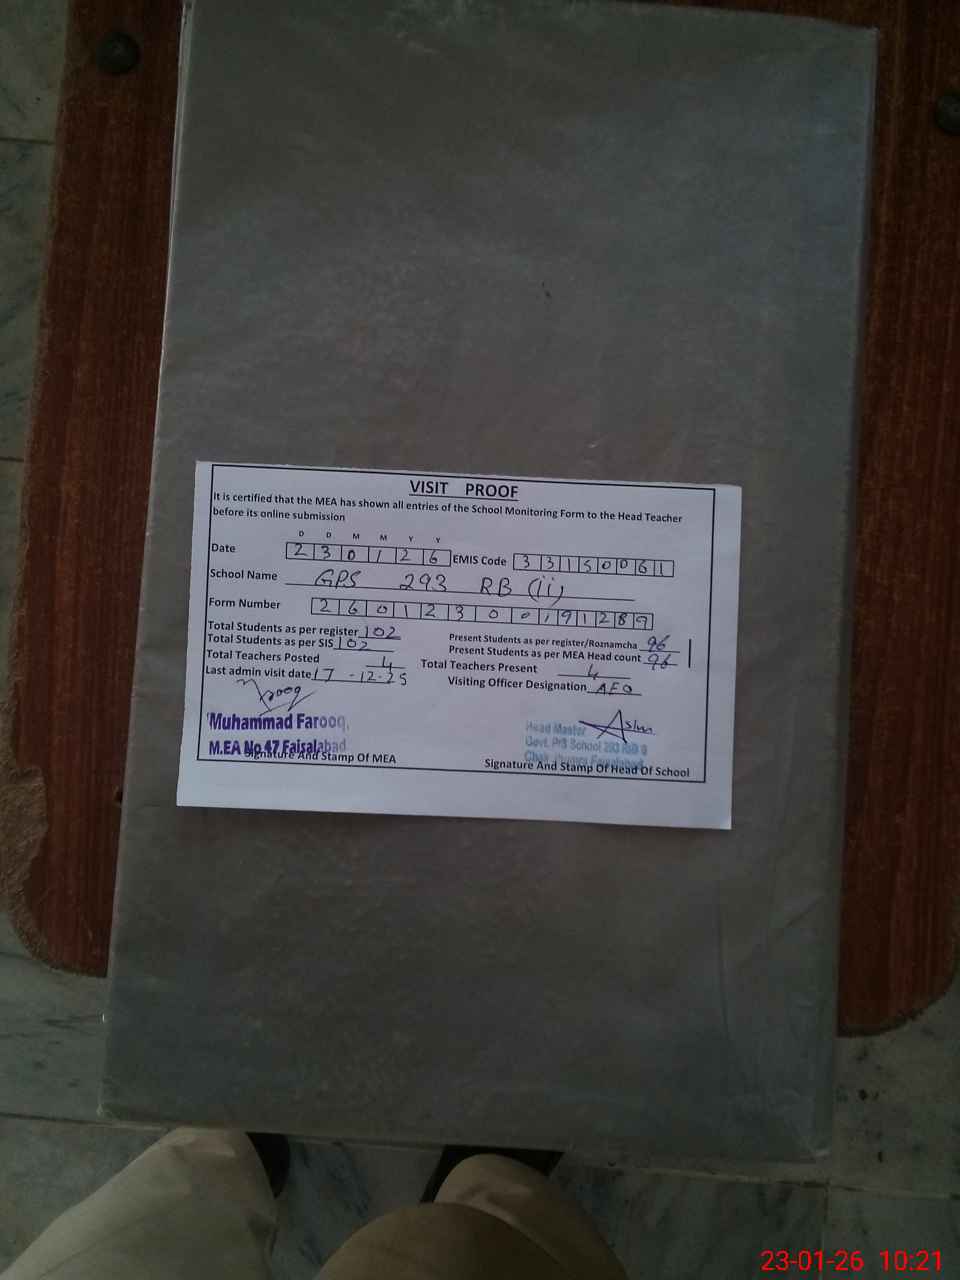 VISIT PROOF
It is certified that the MEA has shown all entries of the School Monitoring Form to the Head Teacher
before its online submission
D D M M Y Y
Date 2 3 0 1 2 6 EMIS Code 3 3 1 5 0 0 6 1
School Name GPS 293 RB (ii)
Form Number 2 6 0 1 2 3 0 0 1 9 1 2 8 9
Total Students as per register 102 Present Students as per register/Roznamcha 96
Total Students as per SIS 102 Present Students as per MEA Head count 96
Total Teachers Posted 4 Total Teachers Present 4
Last admin visit date 17-12-25 Visiting Officer Designation AEO
Farooq
Muhammad Farooq,
M.EA No.47 Faisalabad
Signature And Stamp Of MEA
Aslm
Head Master
Govt. P/S School 293 R.B
Faisalabad
Signature And Stamp Of Head Of School
23-01-26 10:21